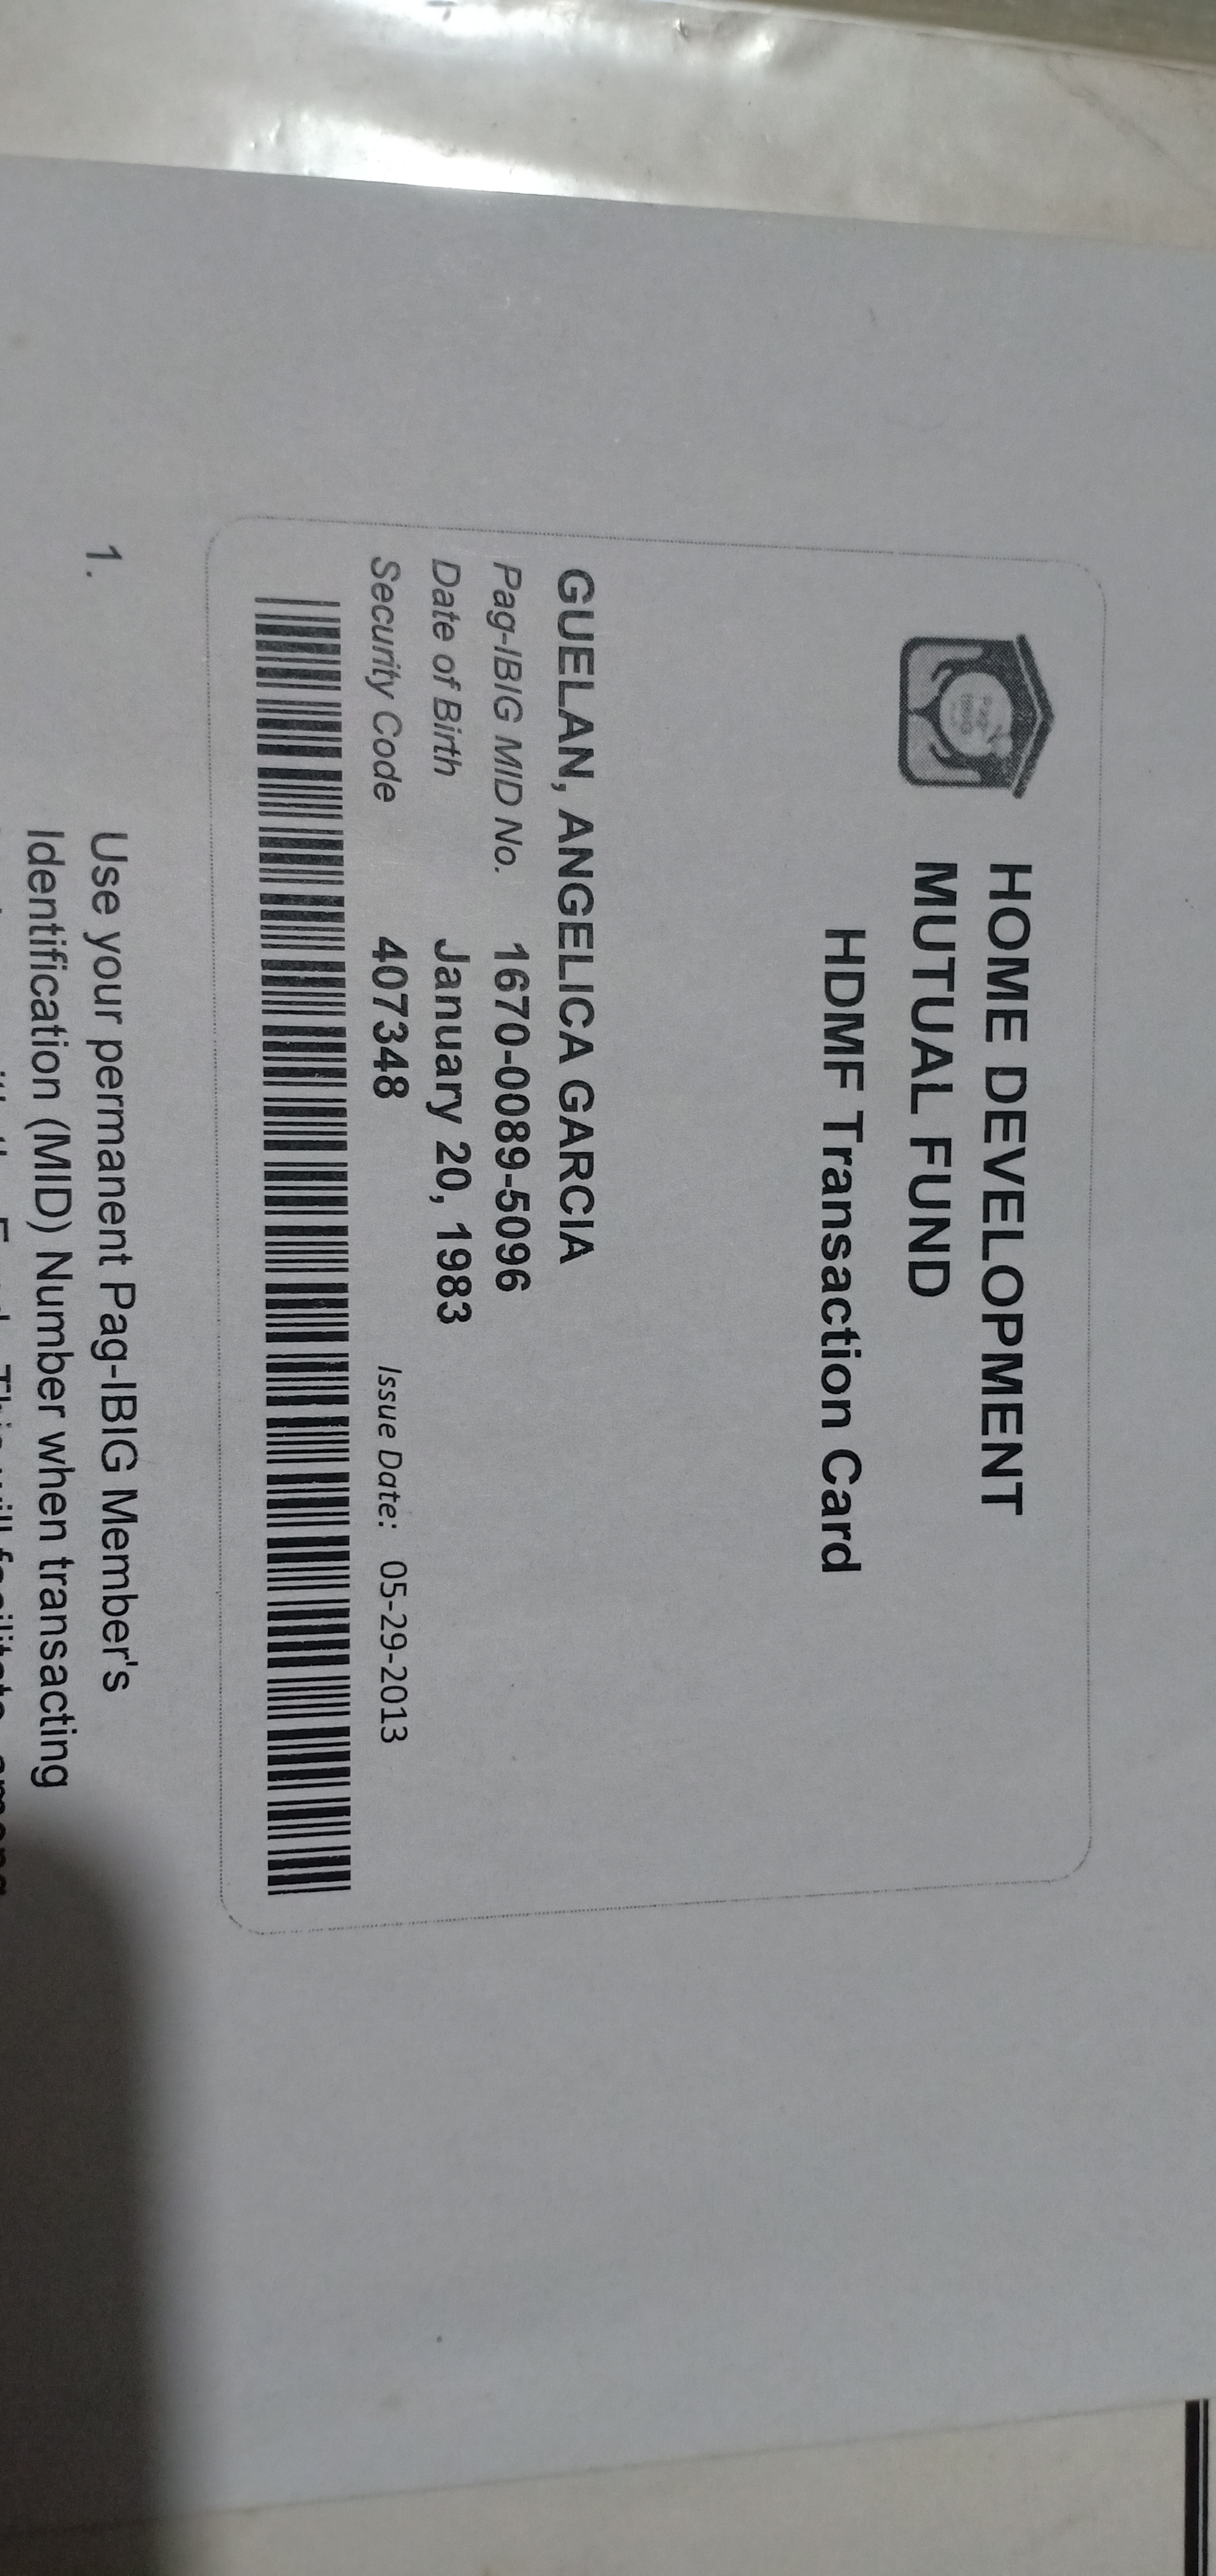 HOME DEVELOPMENT
MUTUAL FUND
HDMF Transaction Card
GUELAN, ANGELICA GARCIA
Pag-IBIG MID No. 1670-0089-5096
Date of Birth January 20, 1983
Security Code 407348 Issue Date: 05-29-2013
1. Use your permanent Pag-IBIG Member's
Identification (MID) Number when transacting